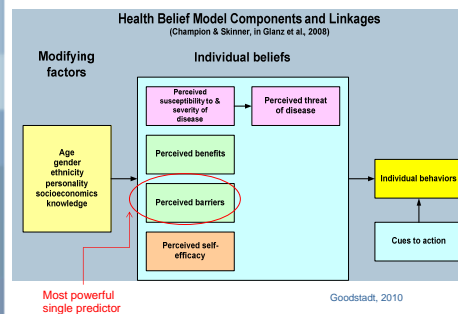 Health Belief Model Components and Linkages
(Champion & Skinner, in Glanz et al., 2008)
Modifying
factors
Individual beliefs
Perceived
susceptibility to &
severity of
disease
Perceived threat
of disease
Age
gender
ethnicity
personality
socioeconomics
knowledge
Perceived benefits
Perceived barriers
Perceived self-
efficacy
Individual behaviors
Cues to action
Most powerful
single predictor
Goodstadt, 2010